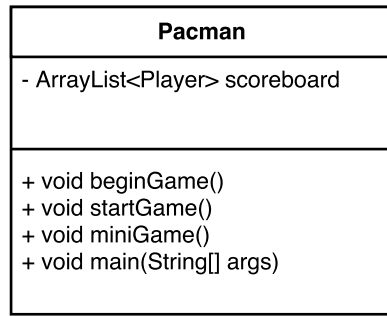 Pacman
- ArrayList<Player> scoreboard
+ void beginGame()
+ void startGame()
+ void miniGame()
+ void main(String[] args)